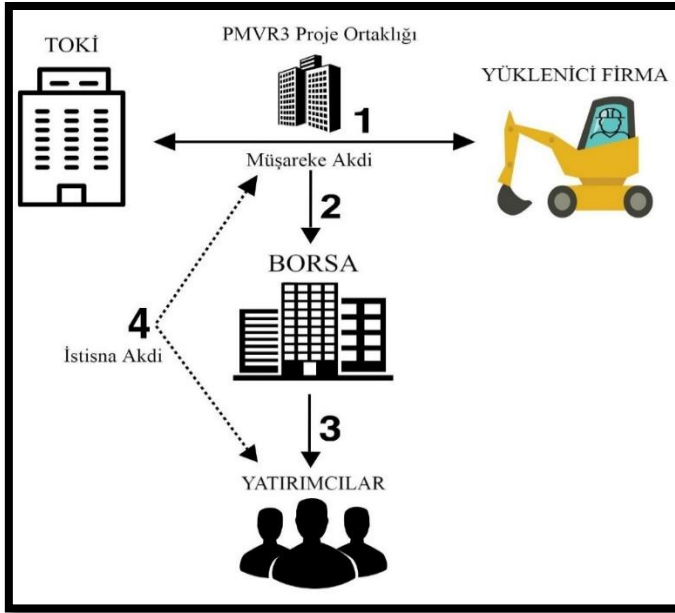 PMVR3 Proje Ortaklığı
TOKİ
YÜKLENİCİ FİRMA
1
Müşareke Akdi
2
BORSA
4
İstisna Akdi
3
YATIRIMCILAR